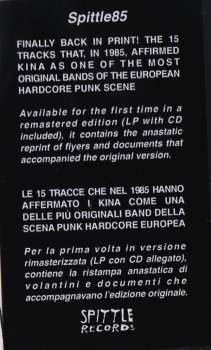 Spittle85
FINALLY BACK IN PRINT! THE 15
TRACKS THAT, IN 1985, AFFIRMED
KINA AS ONE OF THE MOST
ORIGINAL BANDS OF THE EUROPEAN
HARDCORE PUNK SCENE
Available for the first time in a
remastered edition (LP with CD
included), it contains the anastatic
reprint of flyers and documents that
accompanied the original version.
LE 15 TRACCE CHE NEL 1985 HANNO
AFFERMATO I KINA COME UNA
DELLE PIÙ ORIGINALI BAND DELLA
SCENA PUNK HARDCORE EUROPEA
Per la prima volta in versione
rimasterizzata (LP con CD allegato),
contiene la ristampa anastatica di
volantini e documenti che
accompagnavano l'edizione originale.
SPITTLE
RECORDS